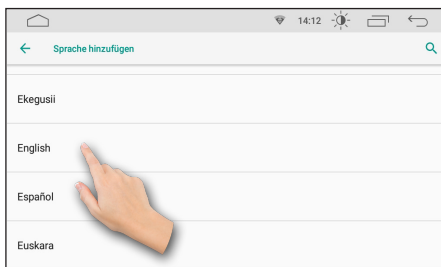 14:12
Sprache hinzufügen
Ekegusii
English
Español
Euskara